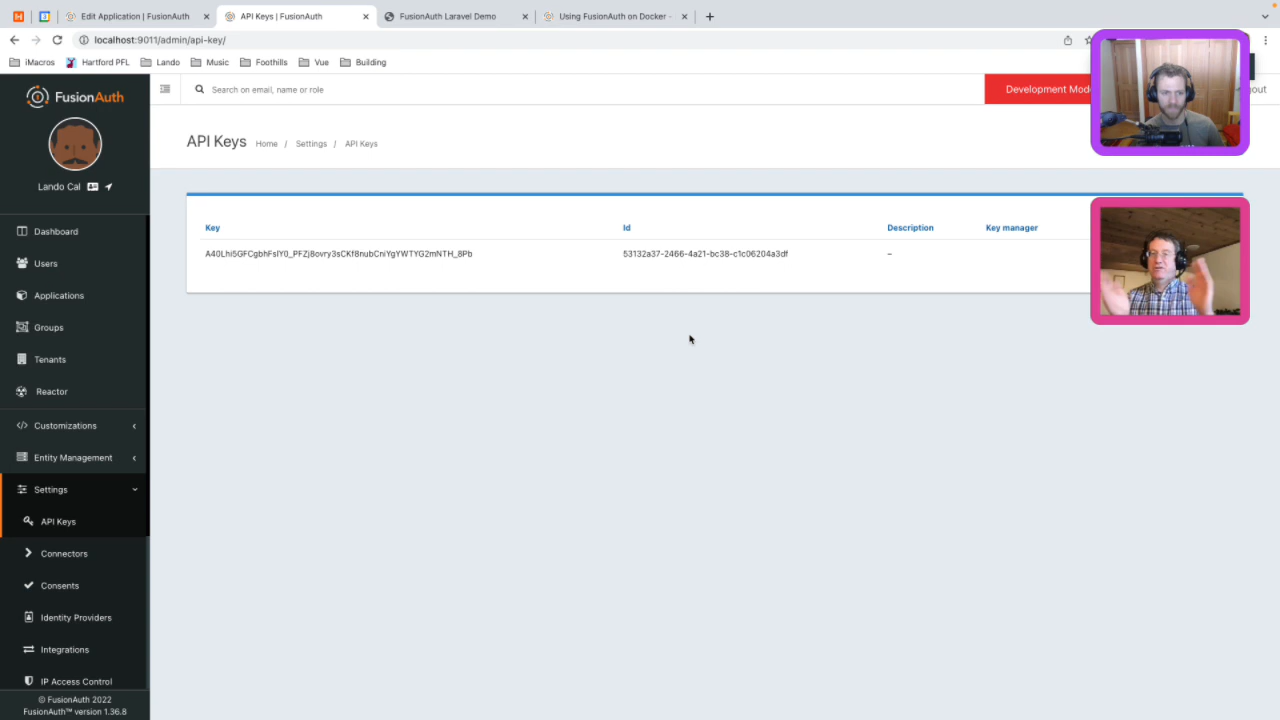 Edit Application | FusionAuth
API Keys | FusionAuth
FusionAuth Laravel Demo
Using FusionAuth on Docker -
localhost:9011/admin/api-key/
iMacros
Hartford PFL
Lando
Music
Foothills
Vue
Building
FusionAuth
Search on email, name or role
Development Mod
gout
API Keys
Home / Settings / API Keys
Lando Cal
Key
Id
Description
Key manager
A40Lhi5GFCgbhFsIY0_PFZj8ovry3sCKf8nubCniYgYWTYG2mNTH_8Pb
53132a37-2466-4a21-bc38-c1c06204a3df
–
Dashboard
Users
Applications
Groups
Tenants
Reactor
Customizations
Entity Management
Settings
API Keys
Connectors
Consents
Identity Providers
Integrations
IP Access Control
© FusionAuth 2022
FusionAuth™ version 1.36.8